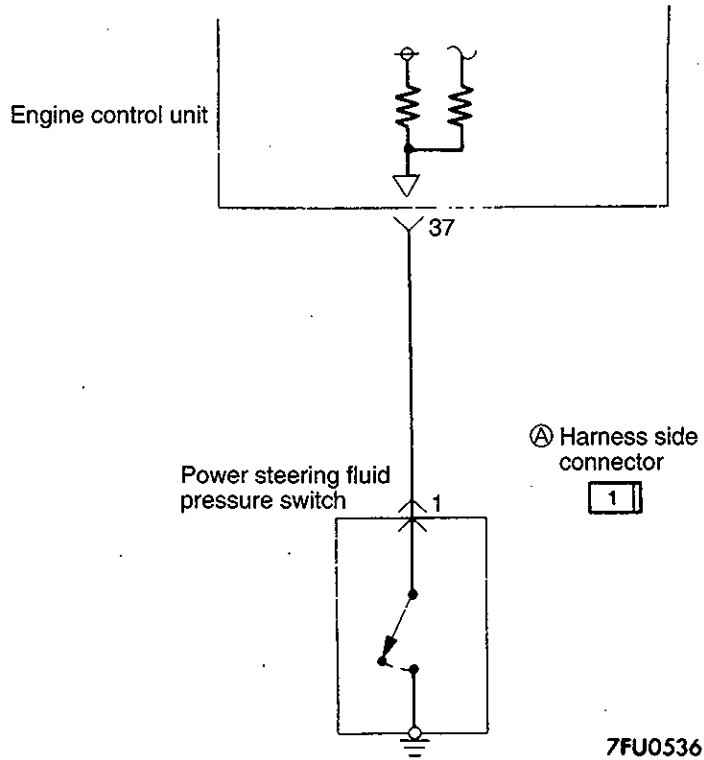 Engine control unit
37
Ⓐ Harness side
connector
1
Power steering fluid
pressure switch
1
7FU0536